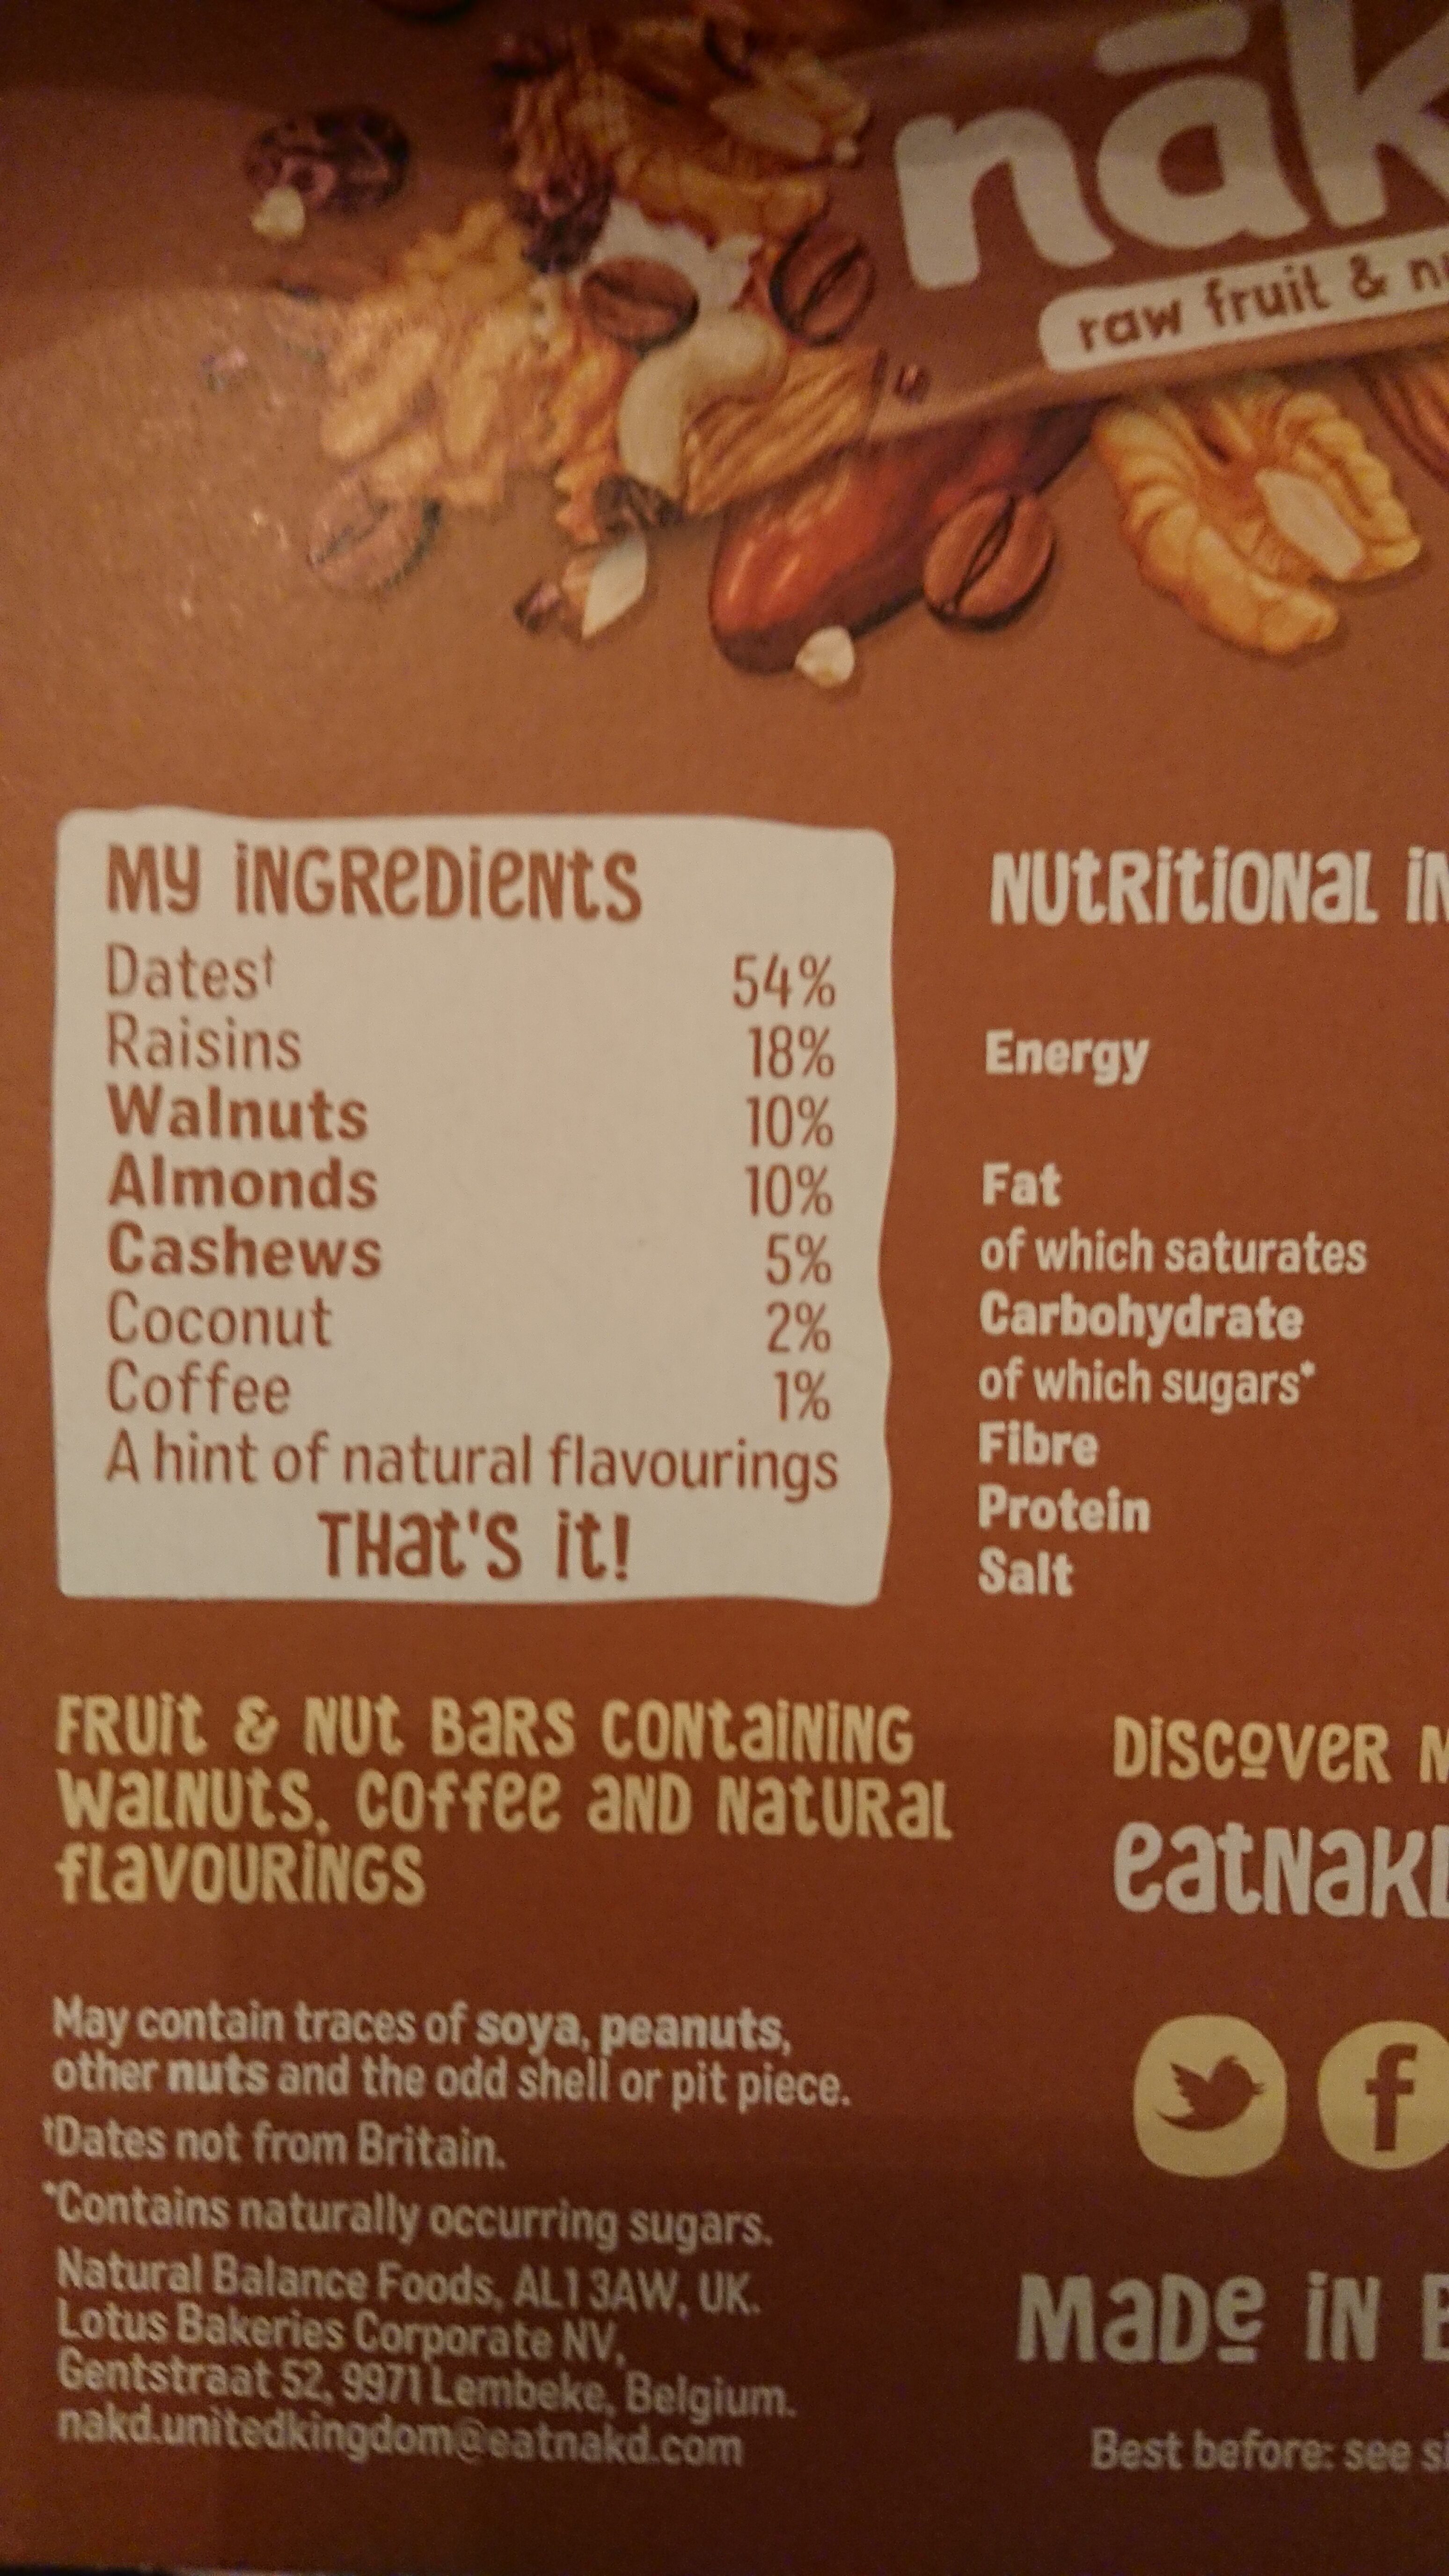 nāk
raw fruit & nu
My iNGReDieNts
Dates† 54%
Raisins 18%
Walnuts 10%
Almonds 10%
Cashews 5%
Coconut 2%
Coffee 1%
A hint of natural flavourings
THat's it!
NUtRitiONaL iN
Energy
Fat
of which saturates
Carbohydrate
of which sugars*
Fibre
Protein
Salt
FRUit & NUt BaRS CONtaiNiNG
WaLNUtS, COffee aND NatURaL
fLaVOURiNGS
May contain traces of soya, peanuts,
other nuts and the odd shell or pit piece.
†Dates not from Britain.
*Contains naturally occurring sugars.
Natural Balance Foods, AL1 3AW, UK.
Lotus Bakeries Corporate NV,
Gentstraat 52, 9971 Lembeke, Belgium.
nakd.unitedkingdom@eatnakd.com
DiSCOVeR M
eatNakD
f
MaDe iN
Best before: see si